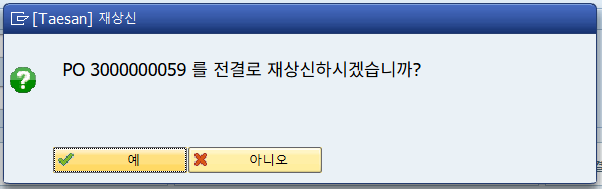 [Taesan] 재상신
PO 3000000059 를 전결로 재상신하시겠습니까?
예
아니오